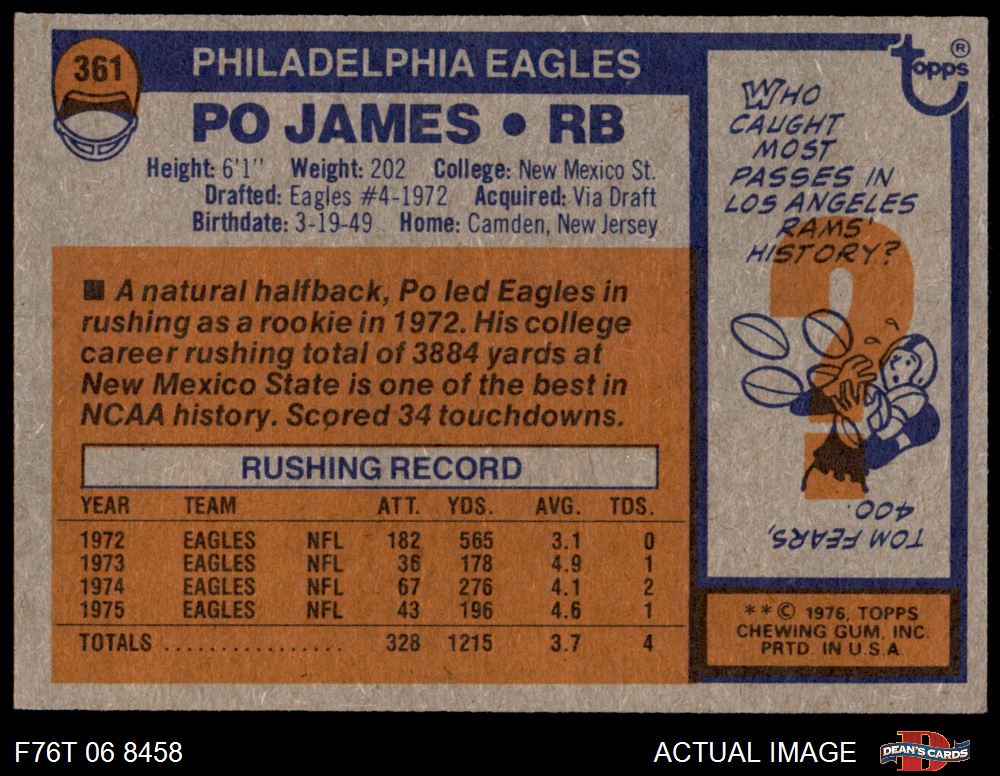 361
PHILADELPHIA EAGLES
PO JAMES • RB
Height: 6'1'' Weight: 202 College: New Mexico St.
Drafted: Eagles #4-1972 Acquired: Via Draft
Birthdate: 3-19-49 Home: Camden, New Jersey
■ A natural halfback, Po led Eagles in
rushing as a rookie in 1972. His college
career rushing total of 3884 yards at
New Mexico State is one of the best in
NCAA history. Scored 34 touchdowns.
RUSHING RECORD
YEAR TEAM ATT. YDS. AVG. TDS.
1972 EAGLES NFL 182 565 3.1 0
1973 EAGLES NFL 36 178 4.9 1
1974 EAGLES NFL 67 276 4.1 2
1975 EAGLES NFL 43 196 4.6 1
TOTALS ................ 328 1215 3.7 4
topps ®
WHO
CAUGHT
MOST
PASSES IN
LOS ANGELES
RAMS'
HISTORY?
?
TOM FEARS,
400.
**© 1976, TOPPS
CHEWING GUM, INC.
PRTD. IN U.S.A.
F76T 06 8458
ACTUAL IMAGE
D
DEAN'S CARDS